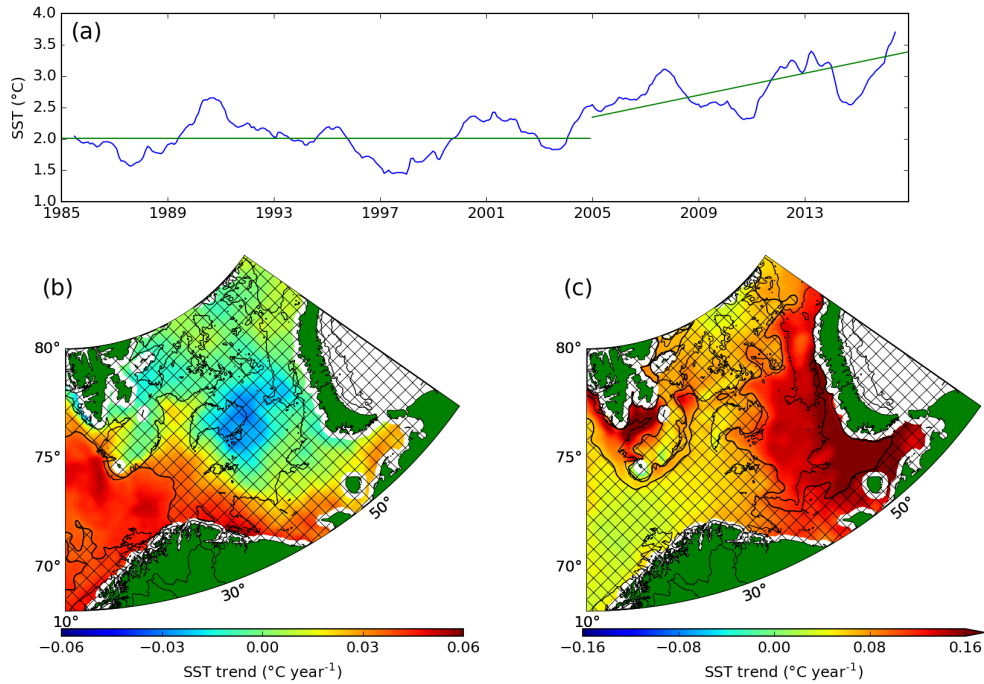 (a)
SST (°C)
4.0
3.5
3.0
2.5
2.0
1.5
1.0
1985 1989 1993 1997 2001 2005 2009 2013
(b)
80°
75°
70°
10°
30°
50°
−0.06 −0.03 0.00 0.03 0.06
SST trend (°C year⁻¹)
(c)
80°
75°
70°
10°
30°
50°
−0.16 −0.08 0.00 0.08 0.16
SST trend (°C year⁻¹)